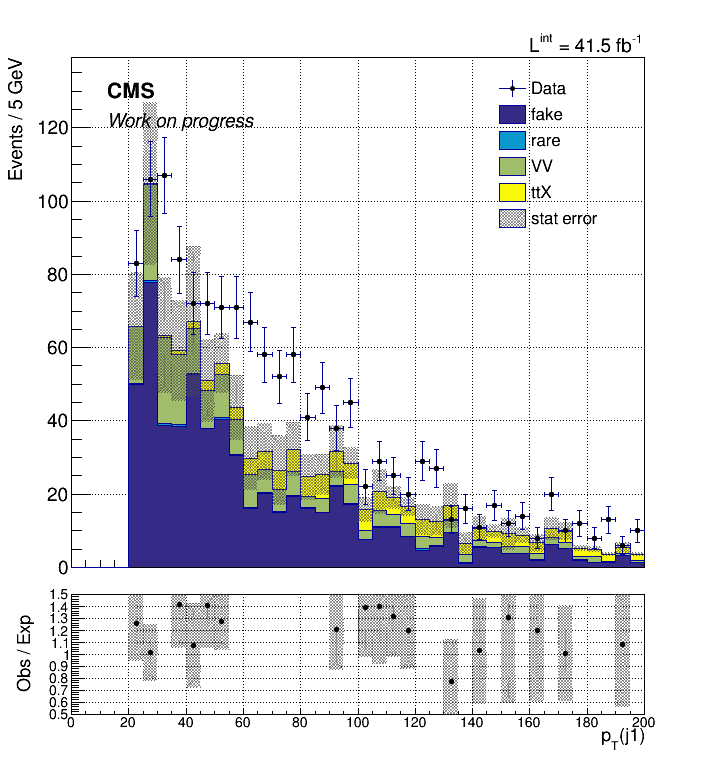 L^int = 41.5 fb^-1
Events / 5 GeV
CMS
Work on progress
Data
fake
rare
VV
ttX
stat error
120
100
80
60
40
20
0
Obs / Exp
1.5
1.4
1.3
1.2
1.1
1
0.9
0.8
0.7
0.6
0.5
0 20 40 60 80 100 120 140 160 180 200
p_T(j1)